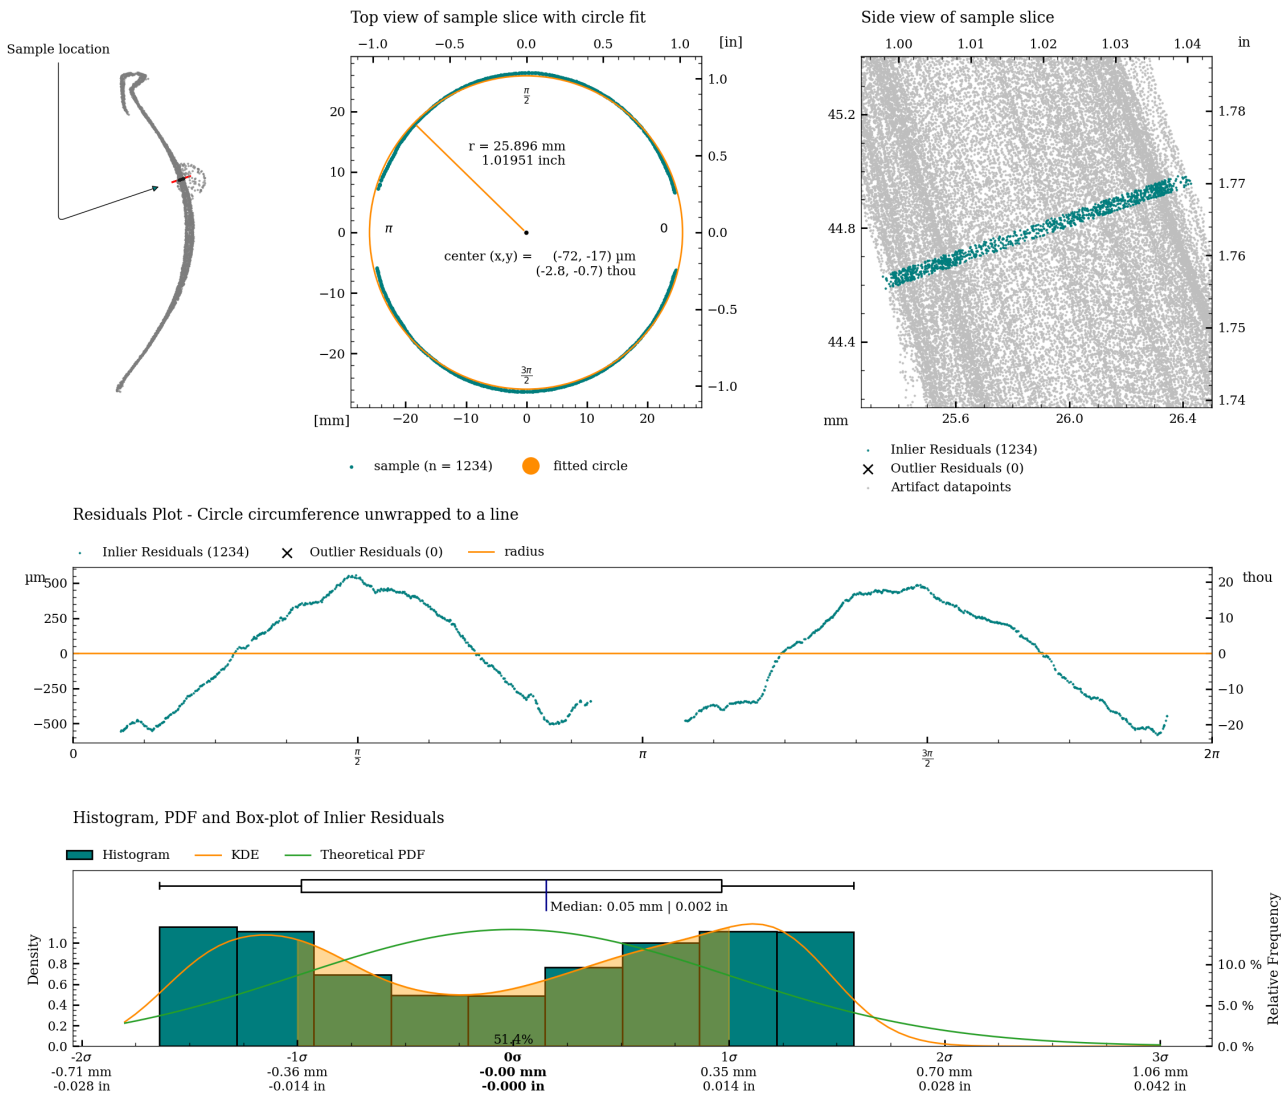 Sample location
Top view of sample slice with circle fit
−1.0 −0.5 0.0 0.5 1.0 [in]
20 10 0 −10 −20
1.0 0.5 0.0 −0.5 −1.0
π/2
r = 25.896 mm
1.01951 inch
π 0
center (x,y) = (-72, -17) µm
(-2.8, -0.7) thou
3π/2
[mm] −20 −10 0 10 20
sample (n = 1234) fitted circle
Side view of sample slice
1.00 1.01 1.02 1.03 1.04 in
45.2 44.8 44.4
1.78 1.77 1.76 1.75 1.74
mm 25.6 26.0 26.4
Inlier Residuals (1234)
Outlier Residuals (0)
Artifact datapoints
Residuals Plot - Circle circumference unwrapped to a line
Inlier Residuals (1234) Outlier Residuals (0) radius
µm thou
500 250 0 −250 −500
20 10 0 −10 −20
0 π/2 π 3π/2 2π
Histogram, PDF and Box-plot of Inlier Residuals
Histogram KDE Theoretical PDF
Median: 0.05 mm | 0.002 in
Density
1.0 0.8 0.6 0.4 0.2 0.0
51.4%
10.0 % 5.0 % 0.0 %
Relative Frequency
-2σ -1σ 0σ 1σ 2σ 3σ
-0.71 mm -0.36 mm -0.00 mm 0.35 mm 0.70 mm 1.06 mm
-0.028 in -0.014 in -0.000 in 0.014 in 0.028 in 0.042 in